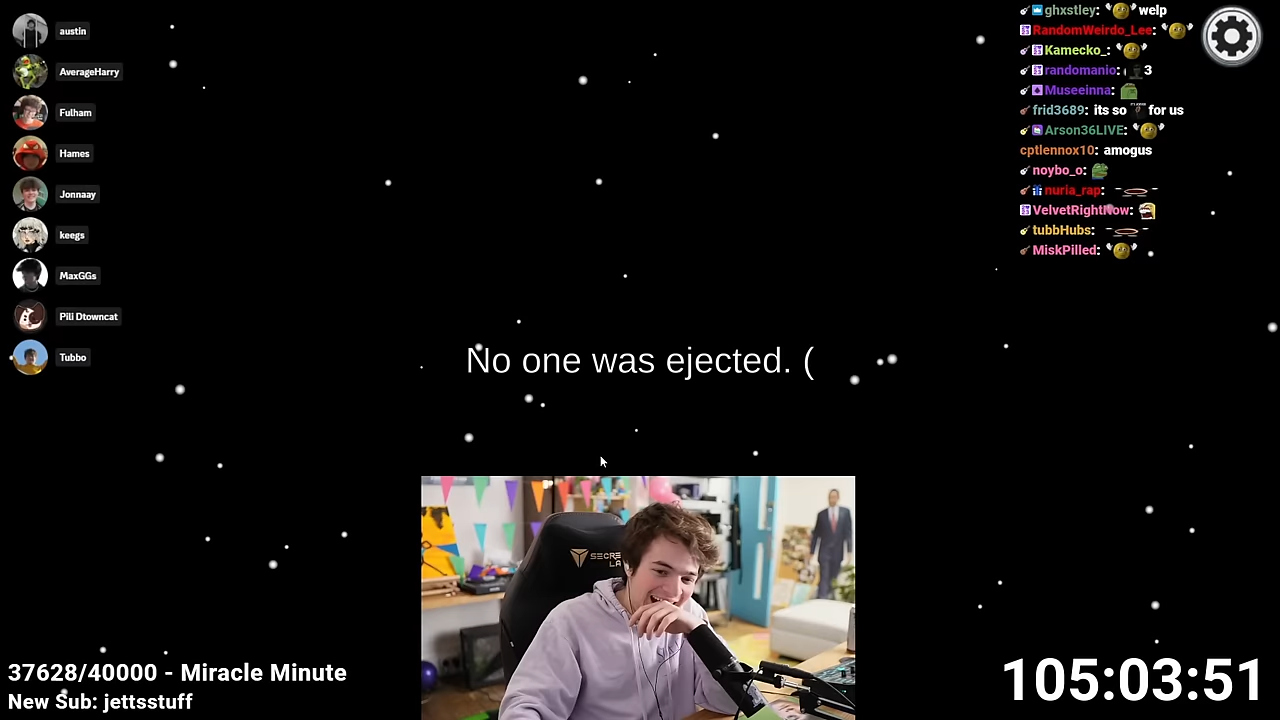 austin
AverageHarry
Fulham
Hames
Jonnaay
keegs
MaxGGs
Pili Dtowncat
Tubbo
ghxstley: welp
RandomWeirdo_Lee:
Kamecko_:
randomanio: 3
Museeinna:
frid3689: its so for us
Arson36LIVE:
cptlennox10: amogus
noybo_o:
nuria_rap:
VelvetRightNow:
tubbHubs:
MiskPilled:
No one was ejected. (
SECRE
LA
37628/40000 - Miracle Minute
New Sub: jettsstuff
105:03:51